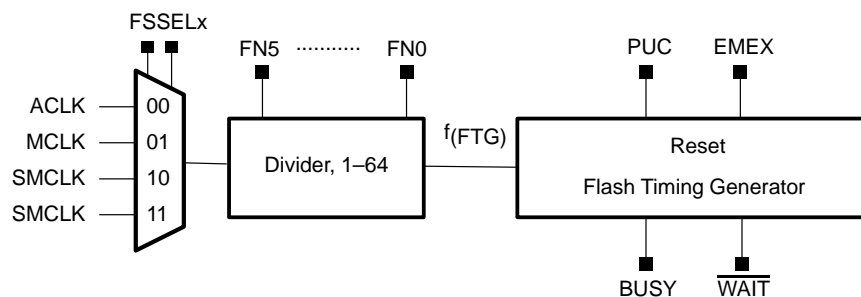 FSSELx
FN5 ........... FN0
PUC EMEX
ACLK 00
MCLK 01
SMCLK 10
SMCLK 11
Divider, 1–64
f(FTG)
Reset
Flash Timing Generator
BUSY WAIT